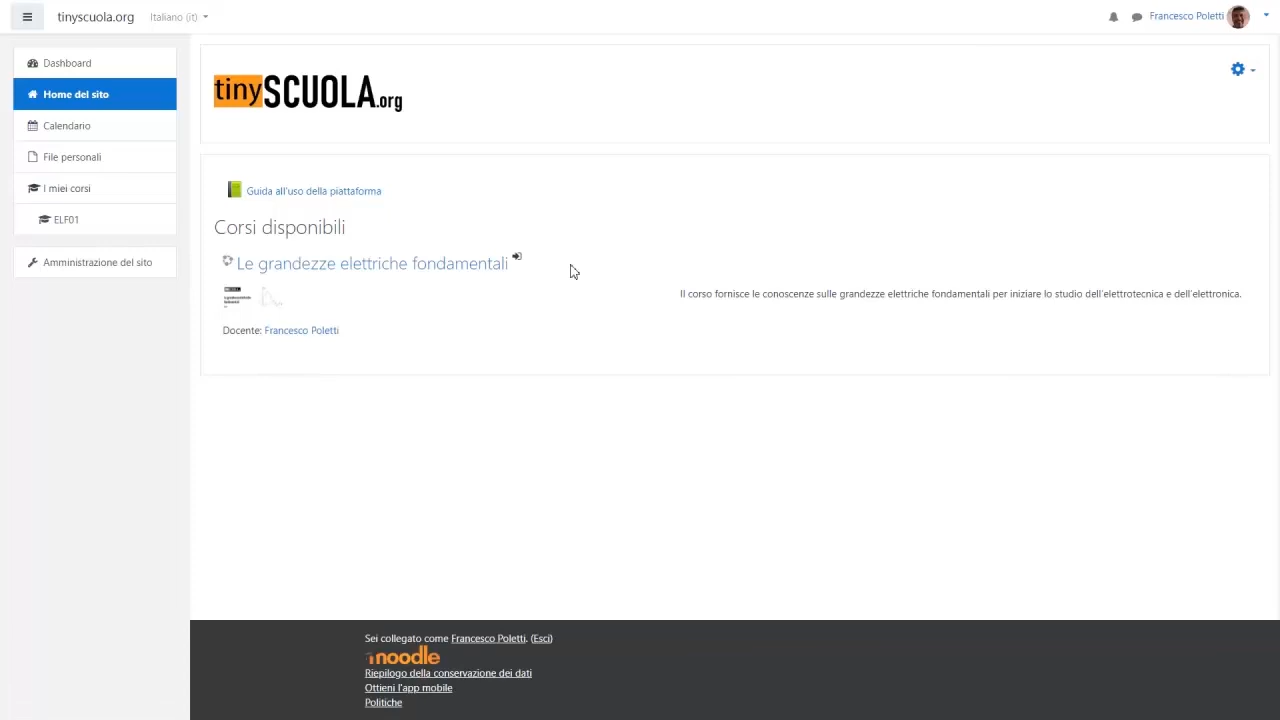 tinyscuola.org
Italiano (it)
Francesco Poletti
Dashboard
Home del sito
Calendario
File personali
I miei corsi
ELF01
Amministrazione del sito
tinySCUOLA.org
Guida all'uso della piattaforma
Corsi disponibili
Le grandezze elettriche fondamentali
Il corso fornisce le conoscenze sulle grandezze elettriche fondamentali per iniziare lo studio dell'elettrotecnica e dell'elettronica.
Docente: Francesco Poletti
Sei collegato come Francesco Poletti. (Esci)
moodle
Riepilogo della conservazione dei dati
Ottieni l'app mobile
Politiche